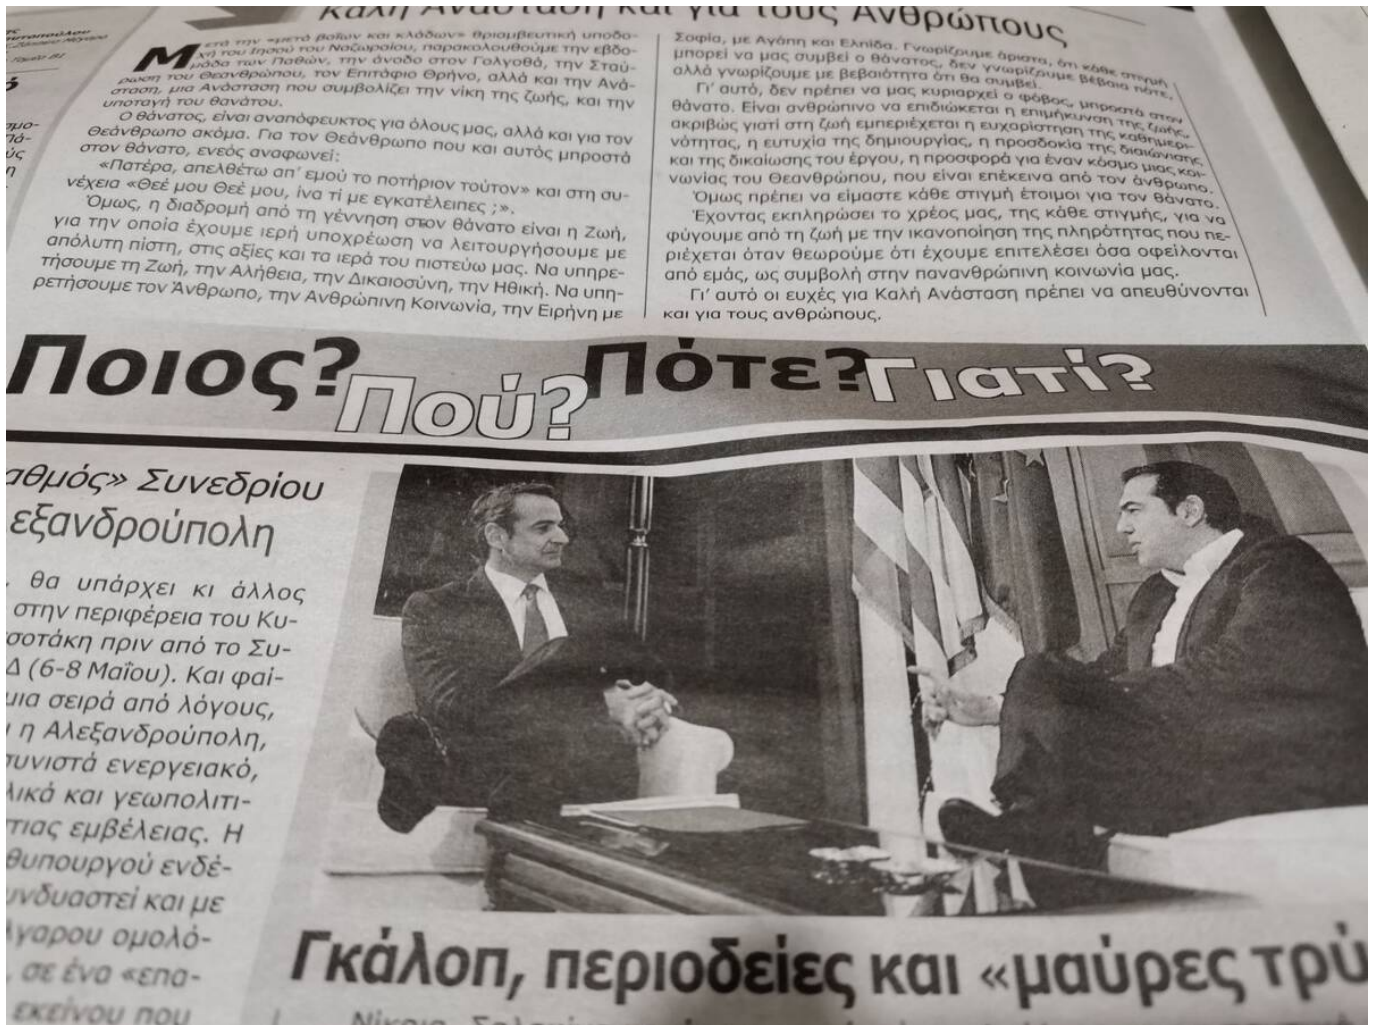 Καλή Ανάσταση και για τους Ανθρώπους
Μετά την «μετά βαΐων και κλάδων» θριαμβευτική υποδο-
χή του Ιησού του Ναζωραίου, παρακολουθούμε την εβδο-
μάδα των Παθών, την άνοδο στον Γολγοθά, την Σταύ-
ρωση του Θεανθρώπου, τον Επιτάφιο Θρήνο, αλλά και την Ανά-
σταση, μια Ανάσταση που συμβολίζει την νίκη της ζωής, και την
υποταγή του θανάτου.
Ο θάνατος, είναι αναπόφευκτος για όλους μας, αλλά και για τον
Θεάνθρωπο ακόμα. Για τον Θεάνθρωπο που και αυτός μπροστά
στον θάνατο, ενεός αναφωνεί:
«Πατέρα, απελθέτω απ' εμού το ποτήριον τούτον» και στη συ-
νέχεια «Θεέ μου Θεέ μου, ίνα τί με εγκατέλειπες ;».
Όμως, η διαδρομή από τη γέννηση στον θάνατο είναι η Ζωή,
για την οποία έχουμε ιερή υποχρέωση να λειτουργήσουμε με
απόλυτη πίστη, στις αξίες και τα ιερά του πιστεύω μας. Να υπηρε-
τήσουμε τη Ζωή, την Αλήθεια, την Δικαιοσύνη, την Ηθική. Να υπη-
ρετήσουμε τον Άνθρωπο, την Ανθρώπινη Κοινωνία, την Ειρήνη με
Σοφία, με Αγάπη και Ελπίδα. Γνωρίζουμε άριστα, ότι κάθε στιγμή
μπορεί να μας συμβεί ο θάνατος, δεν γνωρίζουμε βέβαια πότε,
αλλά γνωρίζουμε με βεβαιότητα ότι θα συμβεί.
Γι' αυτό, δεν πρέπει να μας κυριαρχεί ο φόβος, μπροστά στον
θάνατο. Είναι ανθρώπινο να επιδιώκεται η επιμήκυνση της ζωής,
ακριβώς γιατί στη ζωή εμπεριέχεται η ευχαρίστηση της καθημερι-
νότητας, η ευτυχία της δημιουργίας, η προσδοκία της διαιώνισης
και της δικαίωσης του έργου, η προσφορά για έναν κόσμο μιας κοι-
νωνίας του Θεανθρώπου, που είναι επέκεινα από τον άνθρωπο.
Όμως πρέπει να είμαστε κάθε στιγμή έτοιμοι για τον θάνατο.
Έχοντας εκπληρώσει το χρέος μας, της κάθε στιγμής, για να
φύγουμε από τη ζωή με την ικανοποίηση της πληρότητας που πε-
ριέχεται όταν θεωρούμε ότι έχουμε επιτελέσει όσα οφείλονται
από εμάς, ως συμβολή στην πανανθρώπινη κοινωνία μας.
Γι' αυτό οι ευχές για Καλή Ανάσταση πρέπει να απευθύνονται
και για τους ανθρώπους.
Ποιος? Πού? Πότε? Γιατί?
αθμός» Συνεδρίου
εξανδρούπολη
, θα υπάρχει κι άλλος
στην περιφέρεια του Κυ-
σοτάκη πριν από το Συ-
Δ (6-8 Μαΐου). Και φαί-
μια σειρά από λόγους,
η Αλεξανδρούπολη,
συνιστά ενεργειακό,
λικά και γεωπολιτι-
τιας εμβέλειας. Η
θυπουργού ενδέ-
υνδυαστεί και με
λγαρου ομολό-
, σε ένα «επα-
εκείνου που
Γκάλοπ, περιοδείες και «μαύρες τρύ